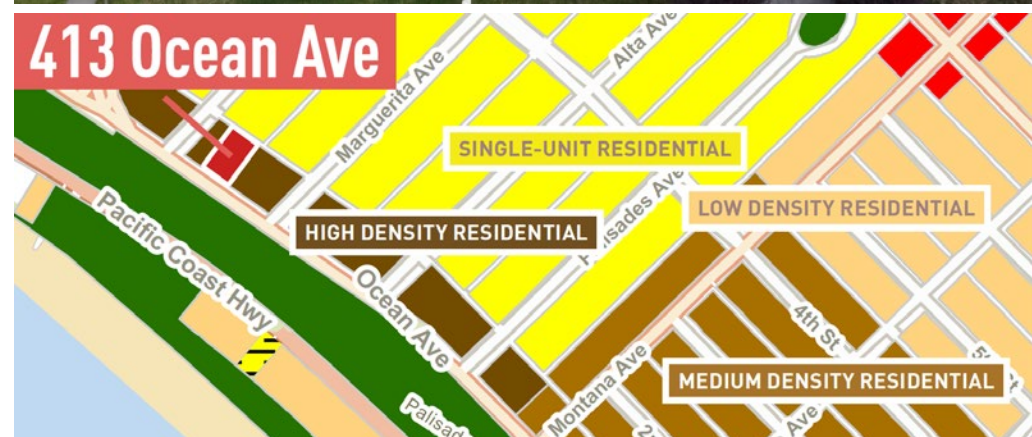 413 Ocean Ave
Marguerita Ave
Alta Ave
SINGLE-UNIT RESIDENTIAL
LOW DENSITY RESIDENTIAL
Palisades Ave
HIGH DENSITY RESIDENTIAL
Pacific Coast Hwy
Ocean Ave
4th St
MEDIUM DENSITY RESIDENTIAL
Montana Ave
Palisad
Ave